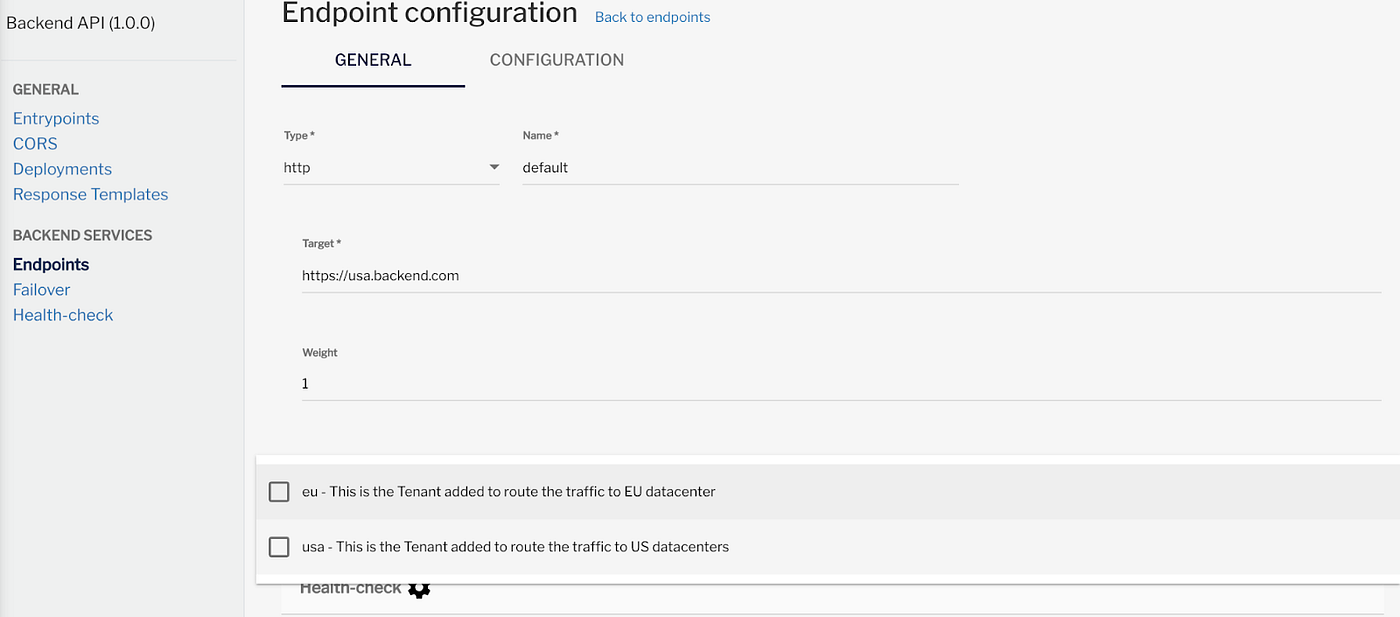 Backend API (1.0.0)
GENERAL
Entrypoints
CORS
Deployments
Response Templates
BACKEND SERVICES
Endpoints
Failover
Health-check
Endpoint configuration Back to endpoints
GENERAL CONFIGURATION
Type * Name *
http default
Target *
https://usa.backend.com
Weight
1
eu - This is the Tenant added to route the traffic to EU datacenter
usa - This is the Tenant added to route the traffic to US datacenters
Health-check